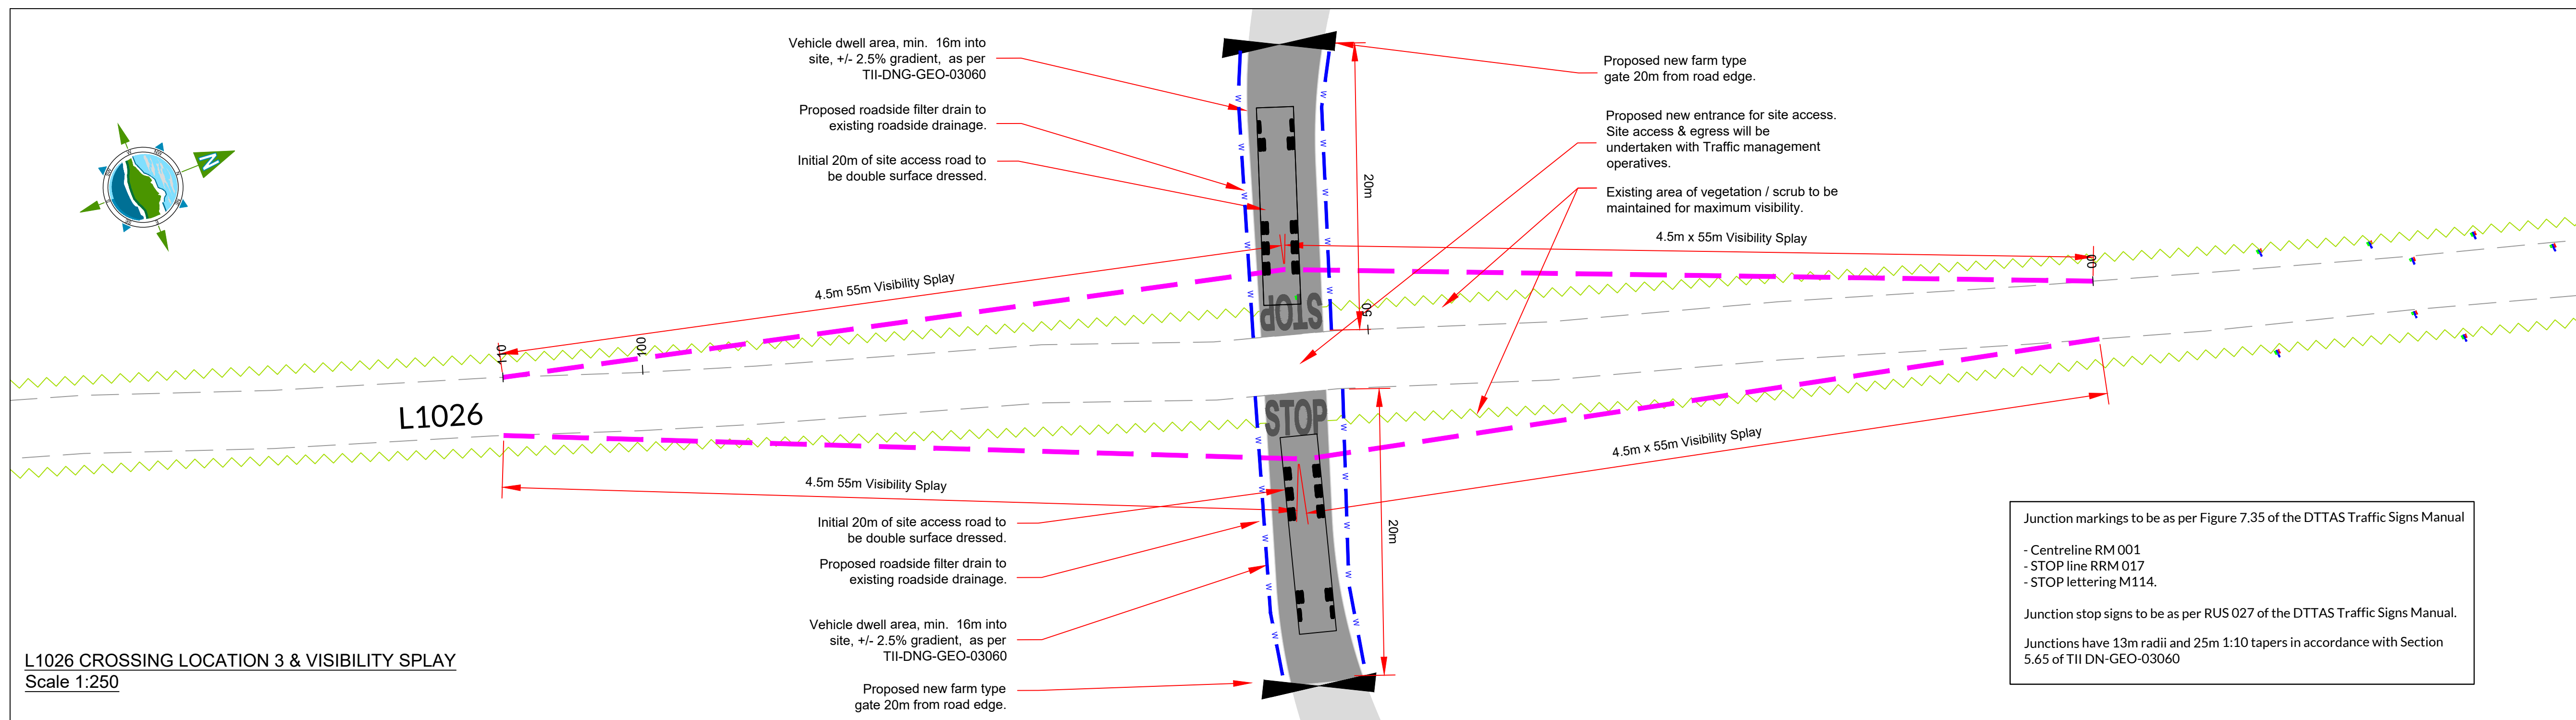 Vehicle dwell area, min. 16m into
site, +/- 2.5% gradient, as per
TII-DNG-GEO-03060
Proposed roadside filter drain to
existing roadside drainage.
Initial 20m of site access road to
be double surface dressed.
Proposed new farm type
gate 20m from road edge.
Proposed new entrance for site access.
Site access & egress will be
undertaken with Traffic management
operatives.
Existing area of vegetation / scrub to be
maintained for maximum visibility.
N
20m
4.5m x 55m Visibility Splay
4.5m 55m Visibility Splay
00
50
100
110
STOP
L1026
STOP
4.5m x 55m Visibility Splay
4.5m 55m Visibility Splay
20m
Initial 20m of site access road to
be double surface dressed.
Proposed roadside filter drain to
existing roadside drainage.
Vehicle dwell area, min. 16m into
site, +/- 2.5% gradient, as per
TII-DNG-GEO-03060
Proposed new farm type
gate 20m from road edge.
Junction markings to be as per Figure 7.35 of the DTTAS Traffic Signs Manual
- Centreline RM 001
- STOP line RRM 017
- STOP lettering M114.
Junction stop signs to be as per RUS 027 of the DTTAS Traffic Signs Manual.
Junctions have 13m radii and 25m 1:10 tapers in accordance with Section
5.65 of TII DN-GEO-03060
L1026 CROSSING LOCATION 3 & VISIBILITY SPLAY
Scale 1:250